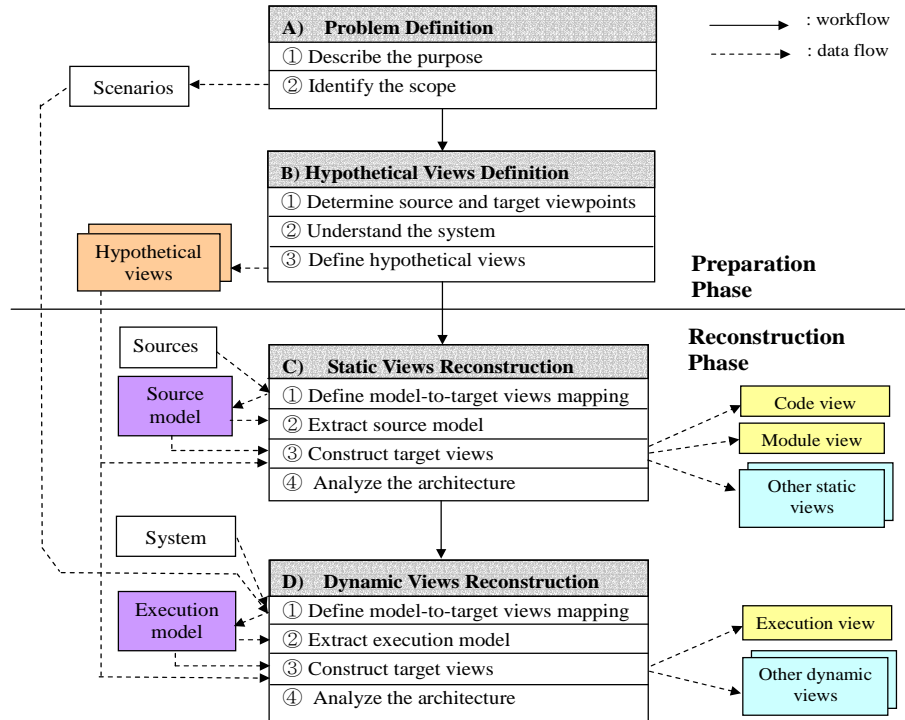 A) Problem Definition
① Describe the purpose
② Identify the scope
: workflow
: data flow
Scenarios
B) Hypothetical Views Definition
① Determine source and target viewpoints
② Understand the system
③ Define hypothetical views
Hypothetical
views
Preparation
Phase
Reconstruction
Phase
Sources
Source
model
C) Static Views Reconstruction
① Define model-to-target views mapping
② Extract source model
③ Construct target views
④ Analyze the architecture
Code view
Module view
Other static
views
System
Execution
model
D) Dynamic Views Reconstruction
① Define model-to-target views mapping
② Extract execution model
③ Construct target views
④ Analyze the architecture
Execution view
Other dynamic
views